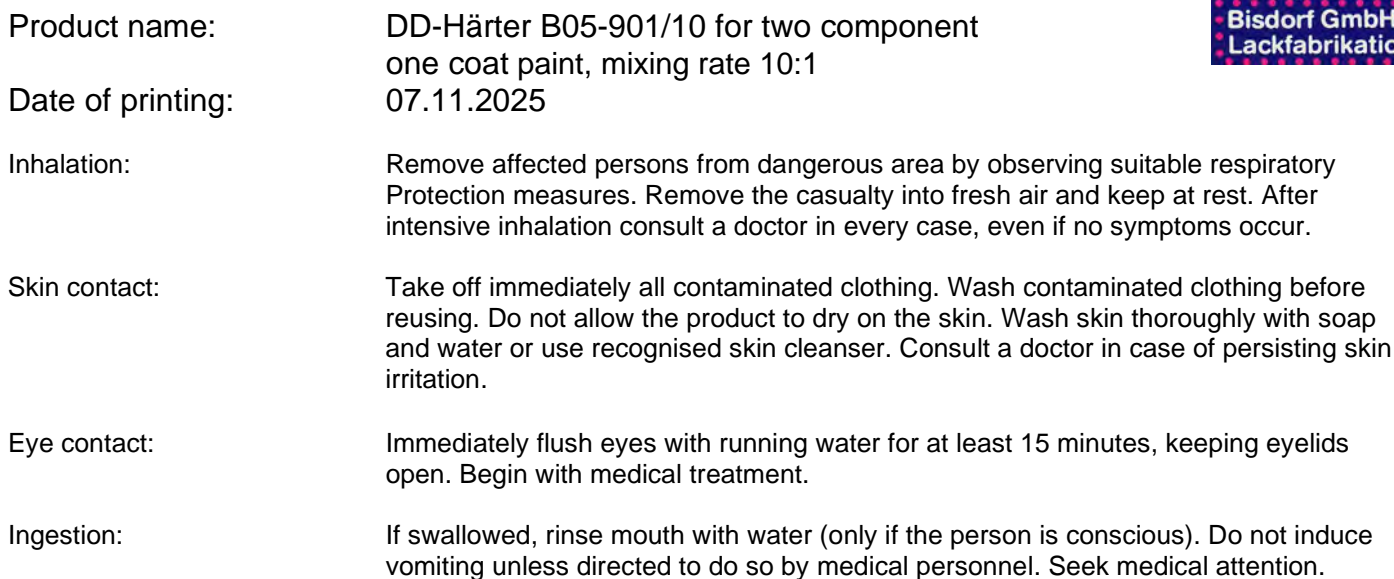 Product name: DD-Härter B05-901/10 for two component
one coat paint, mixing rate 10:1
Bisdorf GmbH
Lackfabrikatio
Date of printing: 07.11.2025
Inhalation: Remove affected persons from dangerous area by observing suitable respiratory
Protection measures. Remove the casualty into fresh air and keep at rest. After
intensive inhalation consult a doctor in every case, even if no symptoms occur.
Skin contact: Take off immediately all contaminated clothing. Wash contaminated clothing before
reusing. Do not allow the product to dry on the skin. Wash skin thoroughly with soap
and water or use recognised skin cleanser. Consult a doctor in case of persisting skin
irritation.
Eye contact: Immediately flush eyes with running water for at least 15 minutes, keeping eyelids
open. Begin with medical treatment.
Ingestion: If swallowed, rinse mouth with water (only if the person is conscious). Do not induce
vomiting unless directed to do so by medical personnel. Seek medical attention.